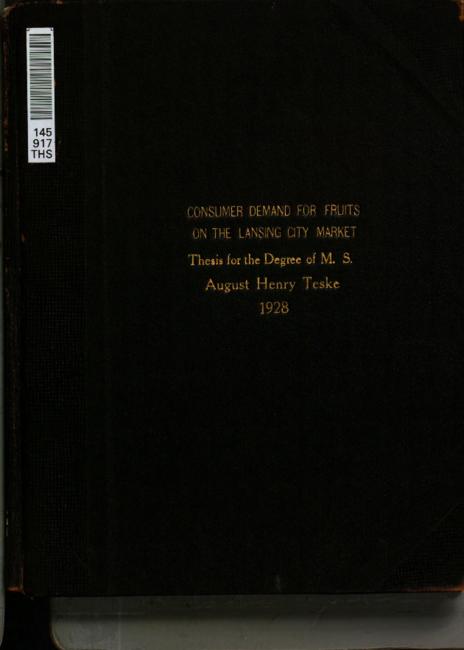 145
917
THS
CONSUMER DEMAND FOR FRUITS
ON THE LANSING CITY MARKET
Thesis for the Degree of M. S.
August Henry Teske
1928